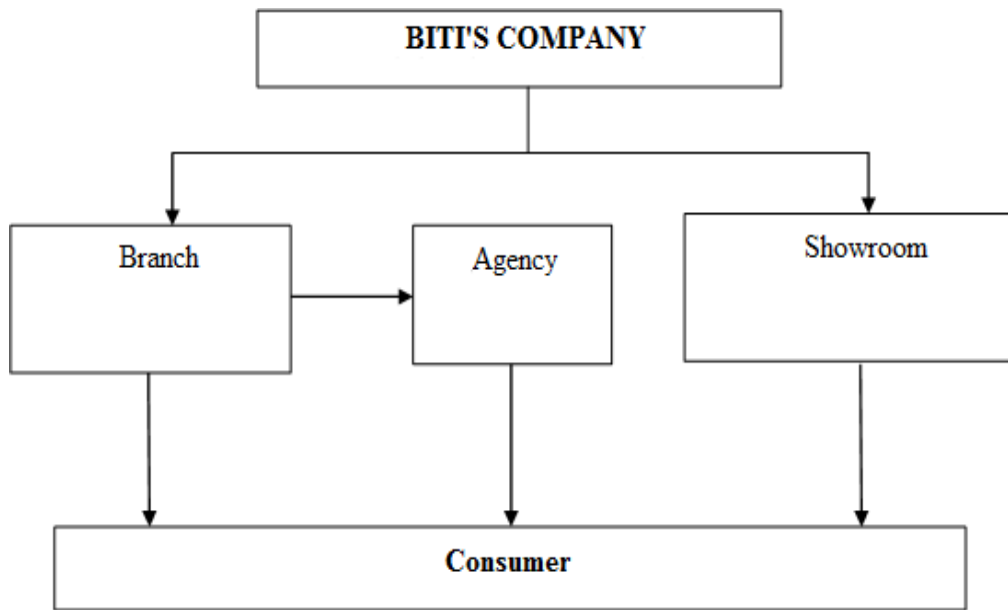 BITI'S COMPANY
Branch
Agency
Showroom
Consumer